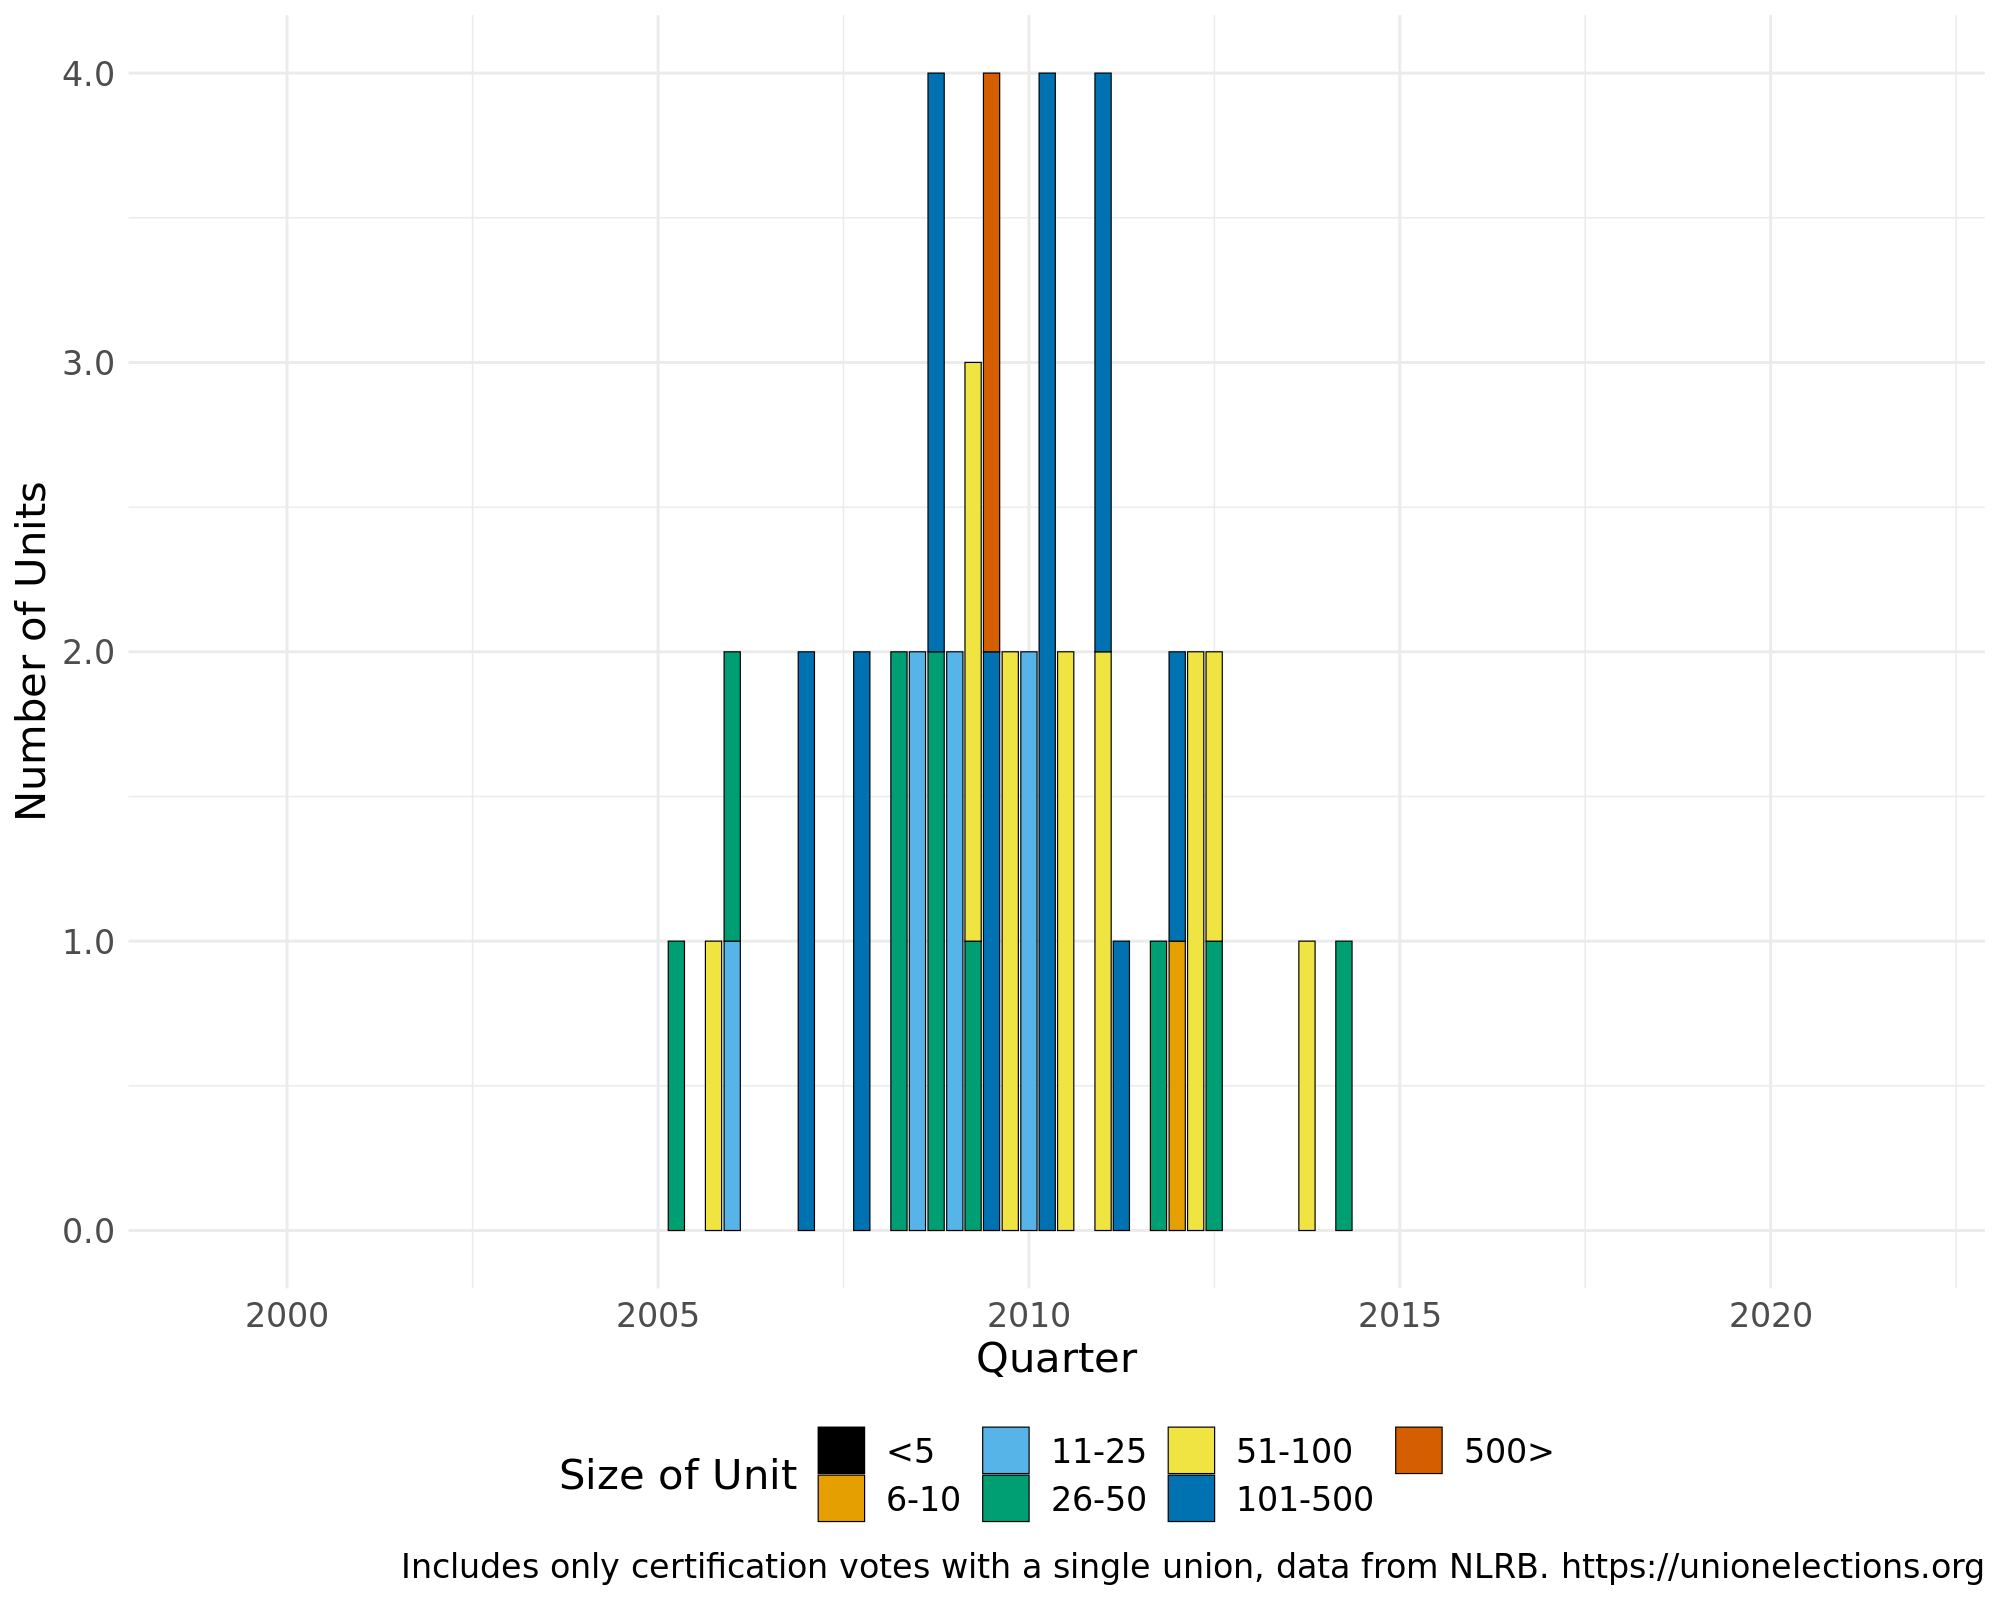 4.0
3.0
2.0
1.0
0.0
Number of Units
2000 2005 2010 2015 2020
Quarter
Size of Unit
<5 11-25 51-100 500>
6-10 26-50 101-500
Includes only certification votes with a single union, data from NLRB. https://unionelections.org